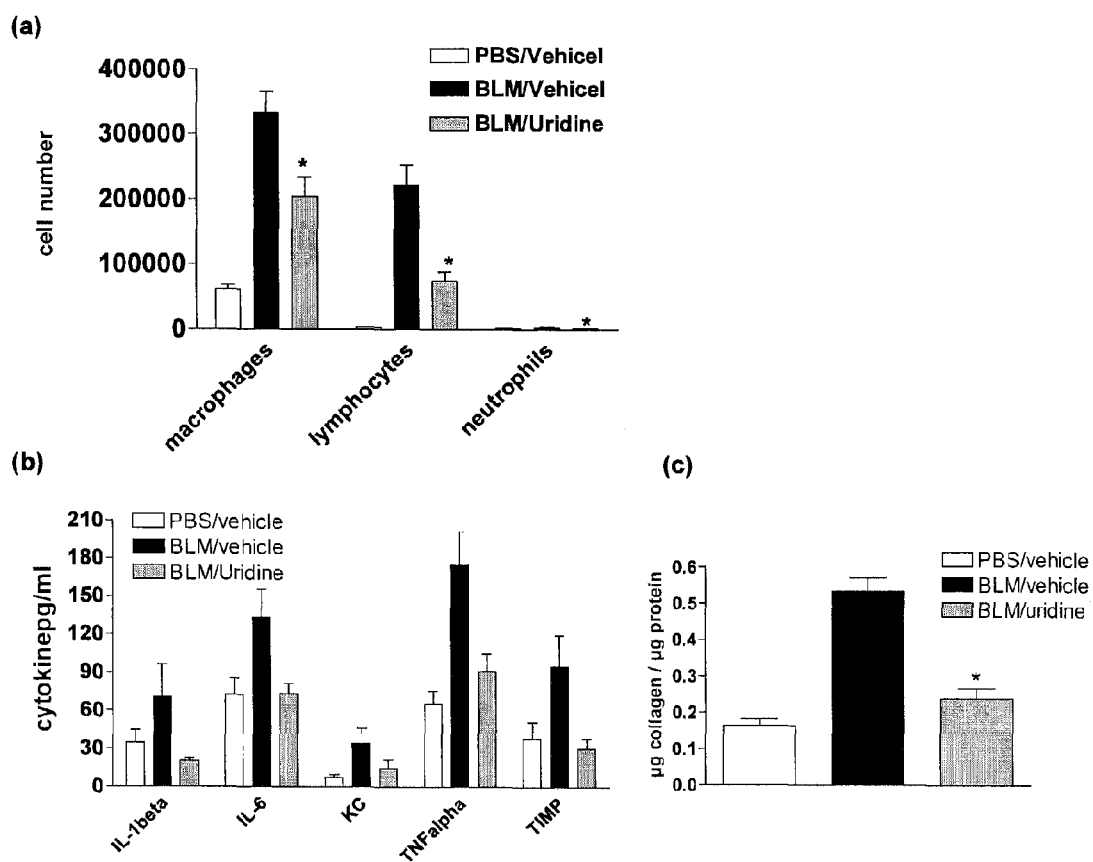 (a)
PBS/Vehicel
BLM/Vehicel
BLM/Uridine
400000
300000
200000
100000
0
cell number
*
*
*
macrophages
lymphocytes
neutrophils
(b)
PBS/vehicle
BLM/vehicle
BLM/Uridine
210
180
150
120
90
60
30
0
cytokinepg/ml
IL-1beta
IL-6
KC
TNFalpha
TIMP
(c)
PBS/vehicle
BLM/vehicle
BLM/uridine
0.6
0.5
0.4
0.3
0.2
0.1
0.0
µg collagen / µg protein
*